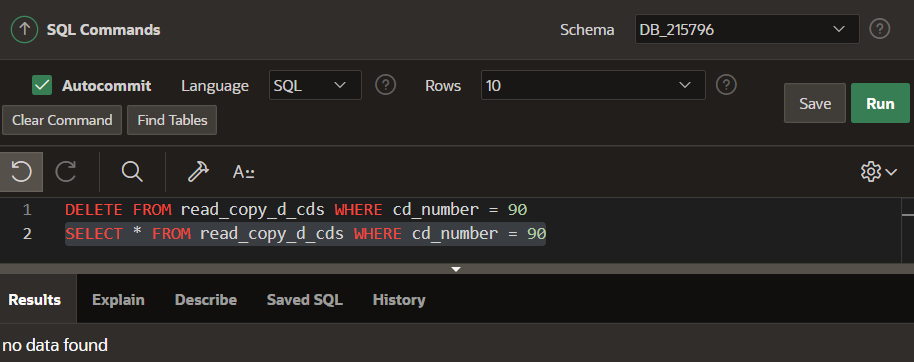 SQL Commands Schema DB_215796 ?
Autocommit Language SQL ? Rows 10 ?
Clear Command Find Tables Save Run
A::
1 DELETE FROM read_copy_d_cds WHERE cd_number = 90
2 SELECT * FROM read_copy_d_cds WHERE cd_number = 90
Results Explain Describe Saved SQL History
no data found